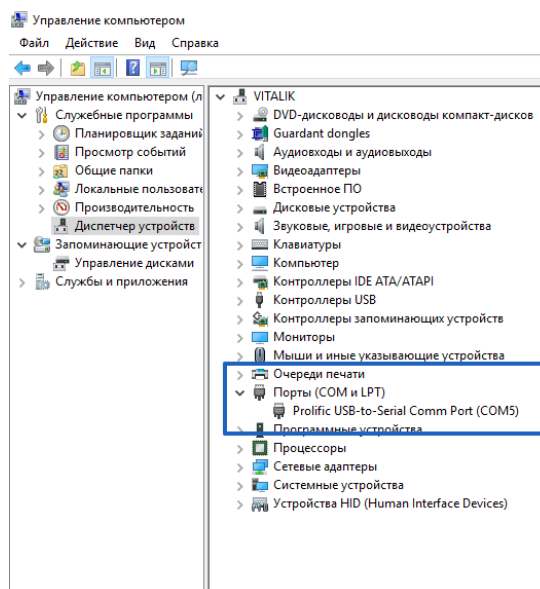 Управление компьютером
Файл Действие Вид Справка
Управление компьютером (л
Служебные программы
Планировщик заданий
Просмотр событий
Общие папки
Локальные пользовате
Производительность
Диспетчер устройств
Запоминающие устройст
Управление дисками
Службы и приложения
VITALIK
DVD-дисководы и дисководы компакт-дисков
Guardant dongles
Аудиовходы и аудиовыходы
Видеоадаптеры
Встроенное ПО
Дисковые устройства
Звуковые, игровые и видеоустройства
Клавиатуры
Компьютер
Контроллеры IDE ATA/ATAPI
Контроллеры USB
Контроллеры запоминающих устройств
Мониторы
Мыши и иные указывающие устройства
Очереди печати
Порты (COM и LPT)
Prolific USB-to-Serial Comm Port (COM5)
Программные устройства
Процессоры
Сетевые адаптеры
Системные устройства
Устройства HID (Human Interface Devices)